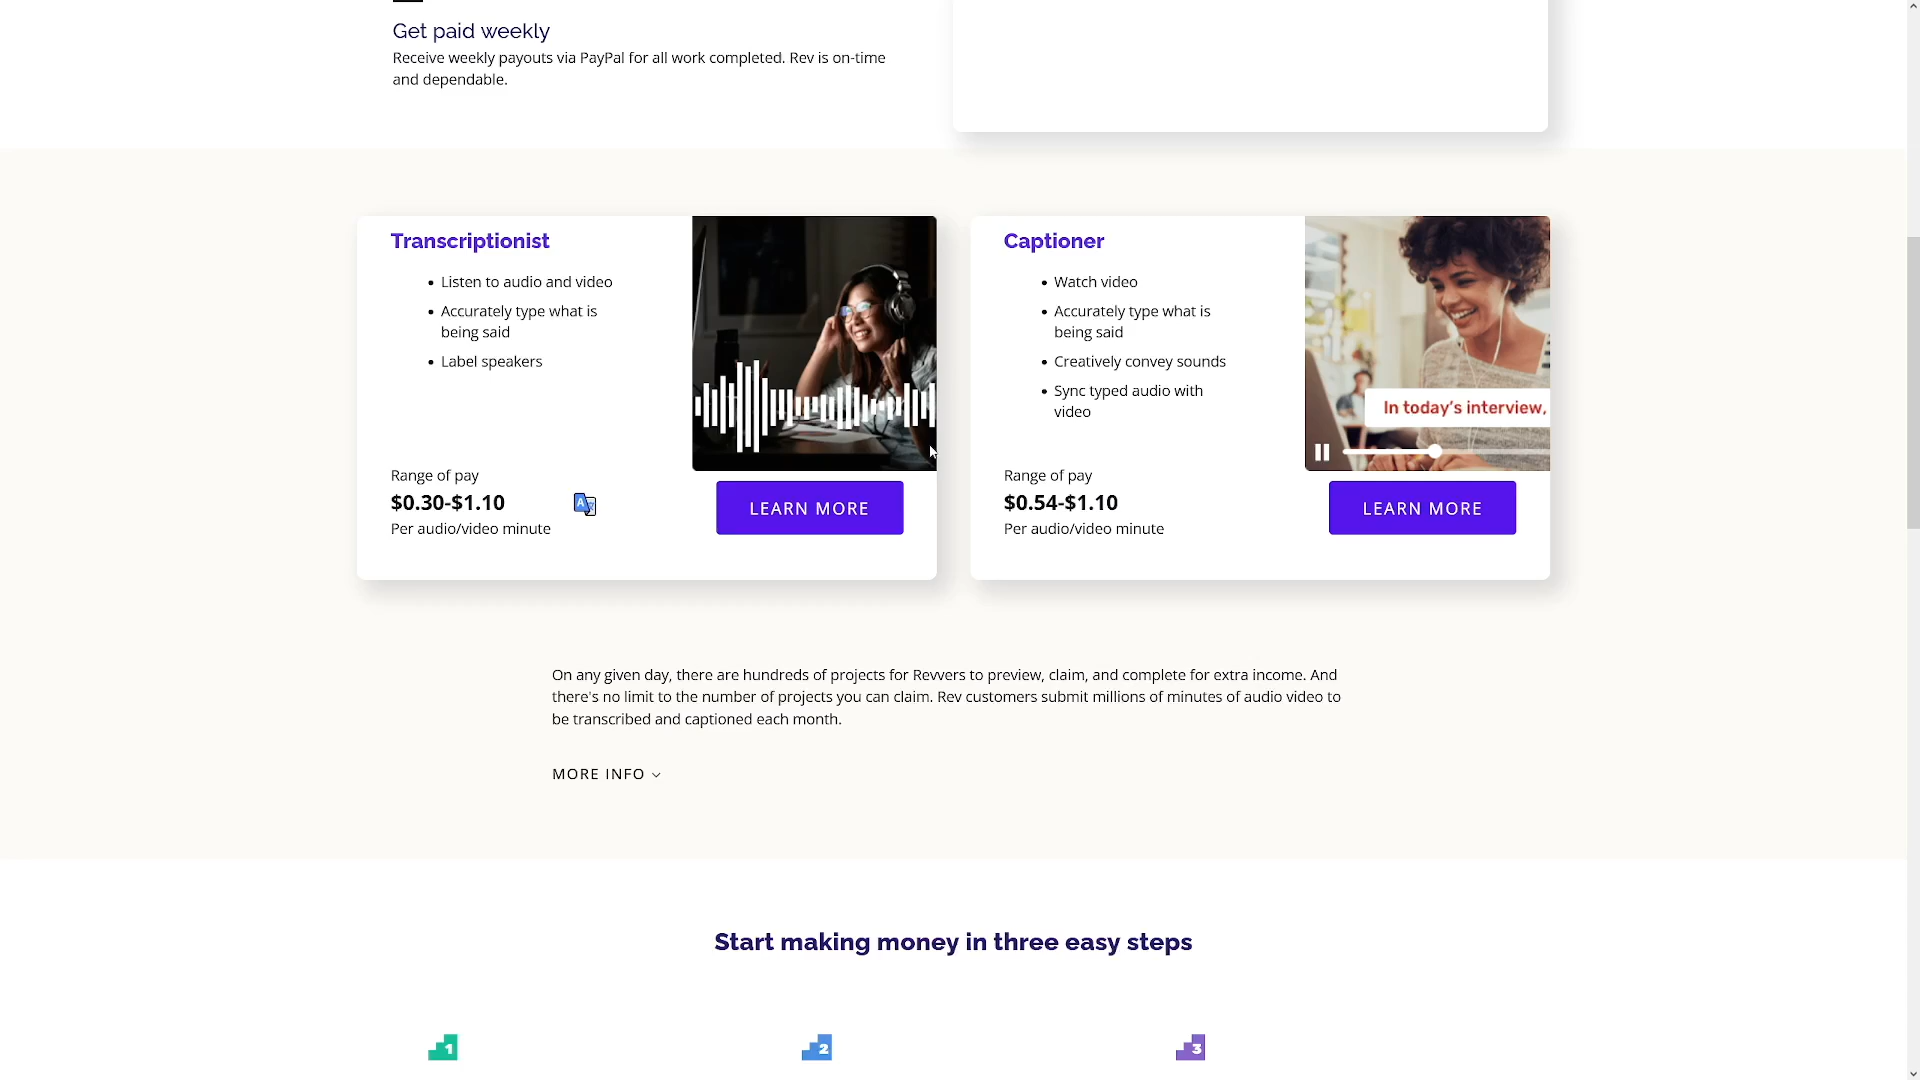 Get paid weekly
Receive weekly payouts via PayPal for all work completed. Rev is on-time
and dependable.
Transcriptionist
Listen to audio and video
Accurately type what is
being said
Label speakers
Range of pay
$0.30-$1.10
Per audio/video minute
LEARN MORE
Captioner
Watch video
Accurately type what is
being said
Creatively convey sounds
Sync typed audio with
video
In today's interview,
Range of pay
$0.54-$1.10
Per audio/video minute
LEARN MORE
On any given day, there are hundreds of projects for Revvers to preview, claim, and complete for extra income. And
there's no limit to the number of projects you can claim. Rev customers submit millions of minutes of audio video to
be transcribed and captioned each month.
MORE INFO
Start making money in three easy steps
1
2
3